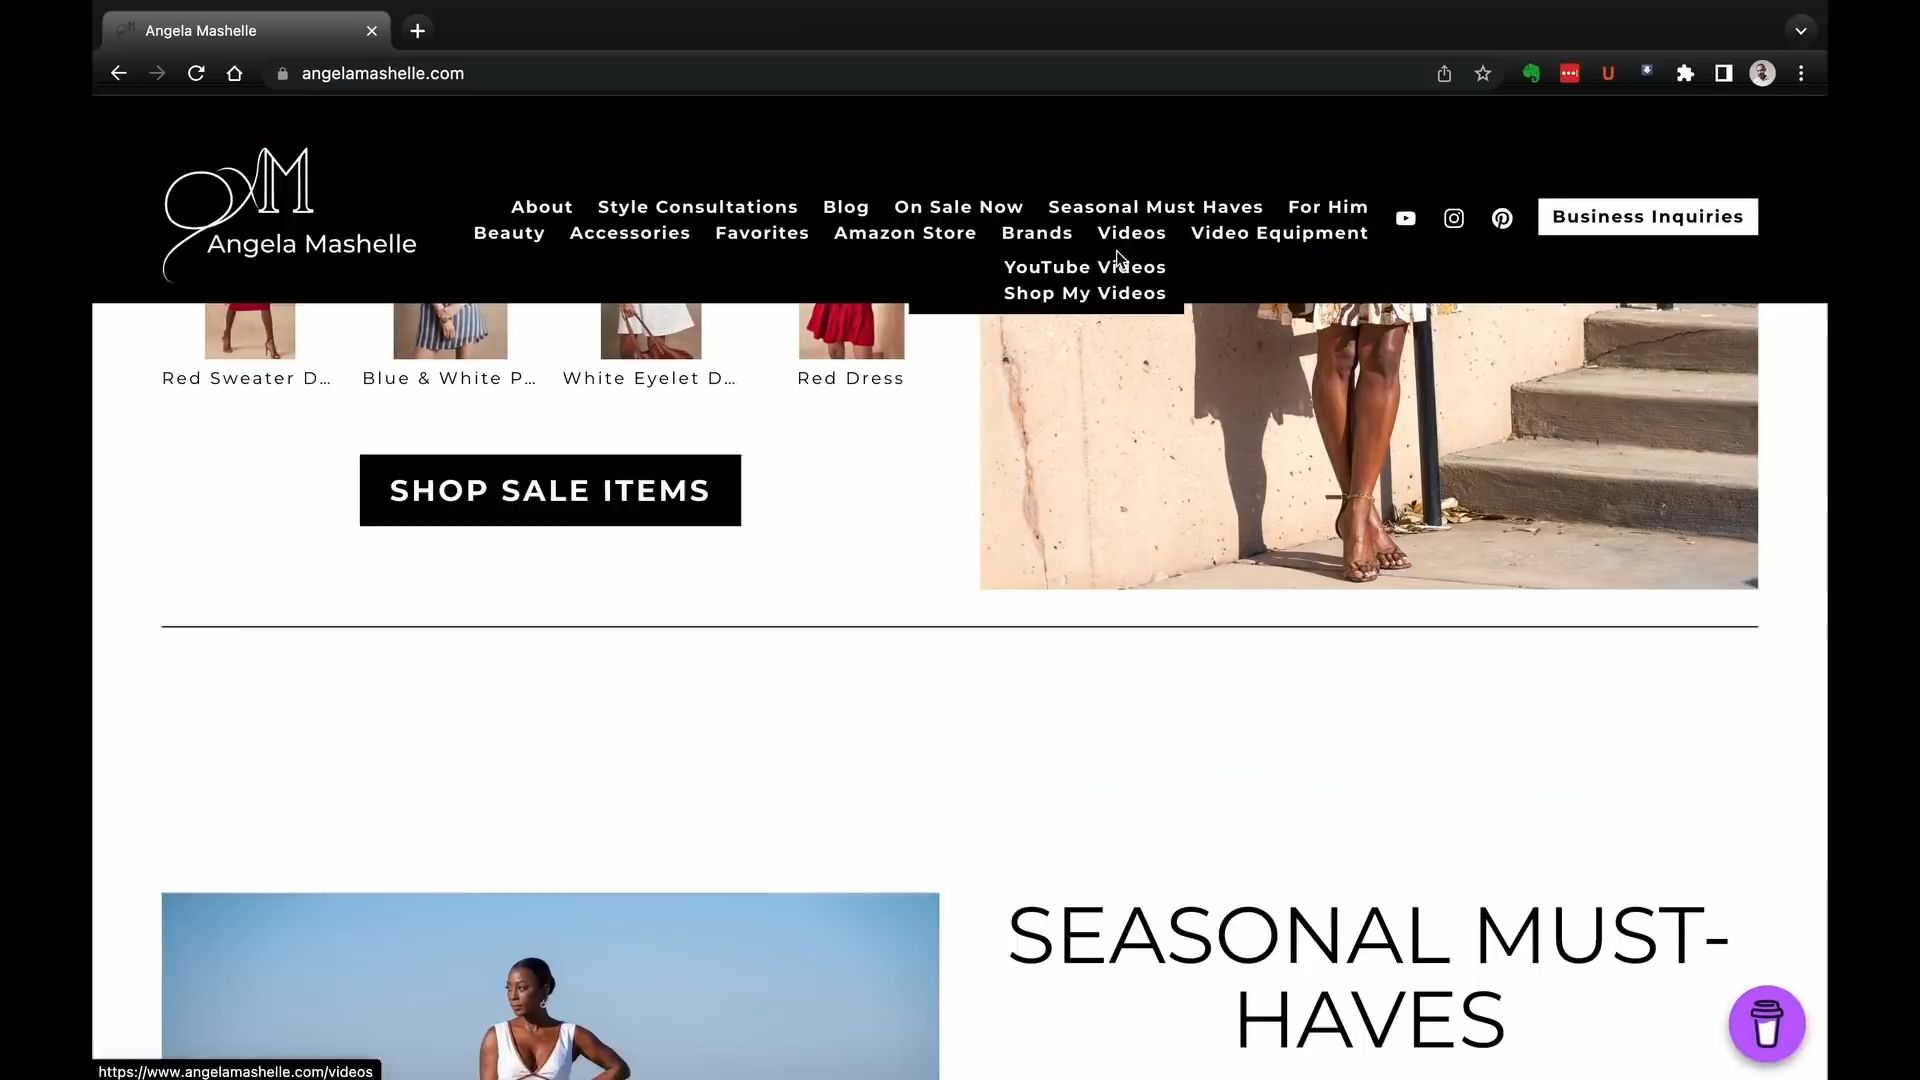 Angela Mashelle
angelamashelle.com
M
Angela Mashelle
About Style Consultations Blog On Sale Now Seasonal Must Haves For Him
Beauty Accessories Favorites Amazon Store Brands Videos Video Equipment
Business Inquiries
YouTube Videos
Shop My Videos
Red Sweater D...
Blue & White P...
White Eyelet D...
Red Dress
SHOP SALE ITEMS
SEASONAL MUST-
HAVES
https://www.angelamashelle.com/videos